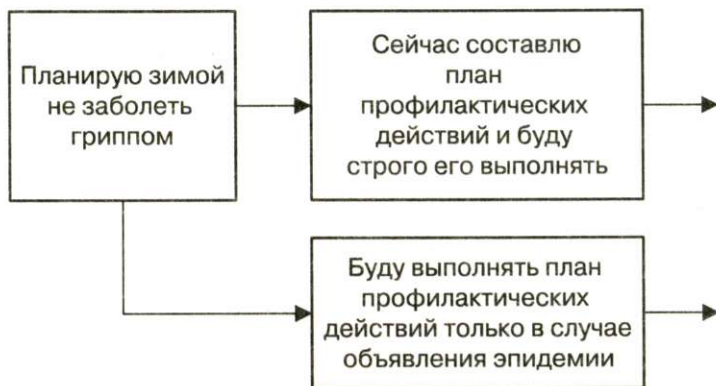 Планирую зимой
не заболеть
гриппом
Сейчас составлю
план
профилактических
действий и буду
строго его выполнять
Буду выполнять план
профилактических
действий только в случае
объявления эпидемии